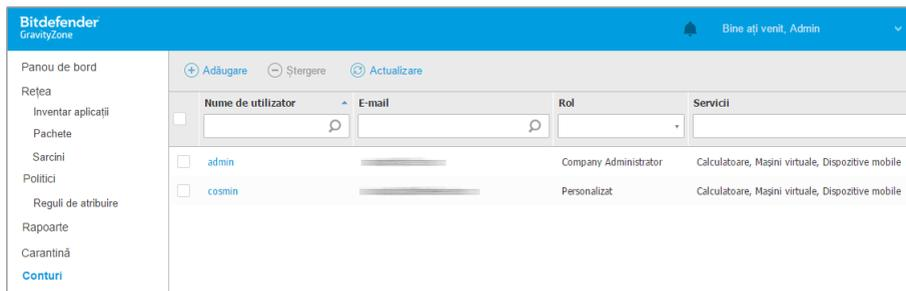 Bitdefender
GravityZone
Bine ați venit, Admin
Panou de bord
Rețea
Inventar aplicații
Pachete
Sarcini
Politici
Reguli de atribuire
Rapoarte
Carantină
Conturi
Adăugare Ștergere Actualizare
Nume de utilizator E-mail Rol Servicii
admin Company Administrator Calculatoare, Mașini virtuale, Dispozitive mobile
cosmin Personalizat Calculatoare, Mașini virtuale, Dispozitive mobile